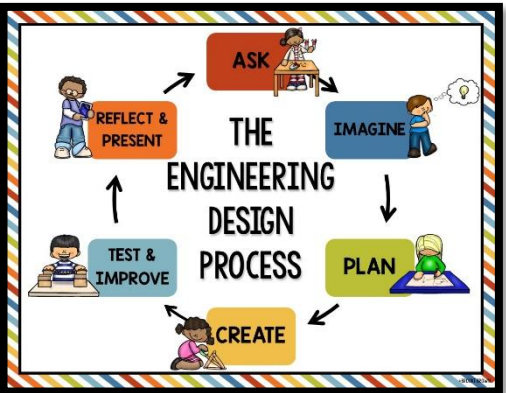 THE
ENGINEERING
DESIGN
PROCESS
ASK
IMAGINE
PLAN
CREATE
TEST &
IMPROVE
REFLECT &
PRESENT